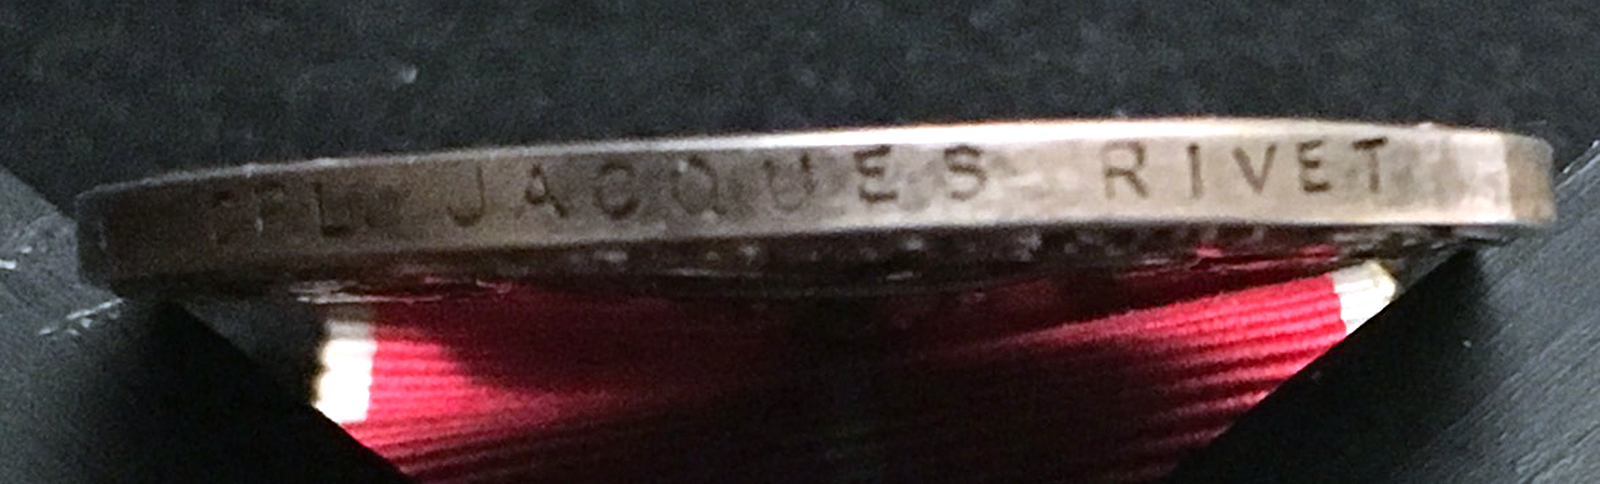 CPL. JACQUES RIVET